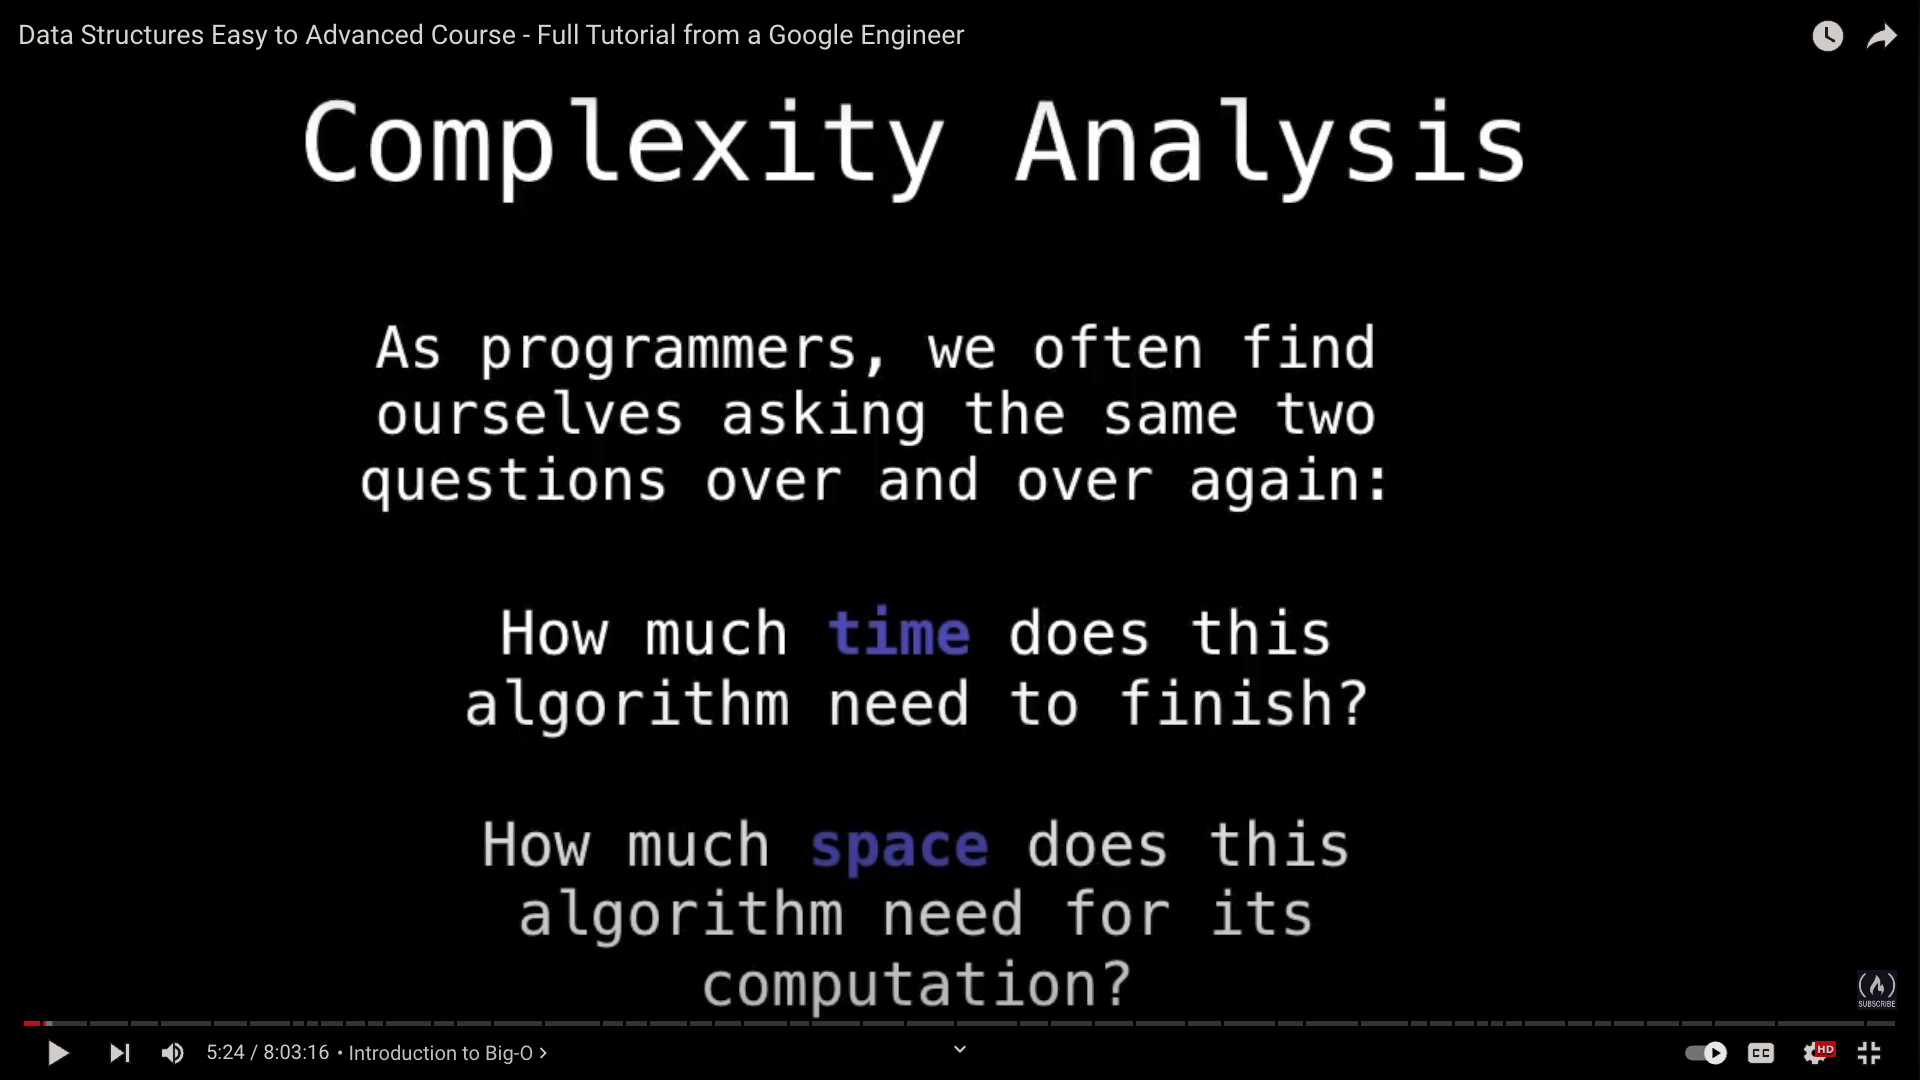 Data Structures Easy to Advanced Course - Full Tutorial from a Google Engineer
Complexity Analysis
As programmers, we often find
ourselves asking the same two
questions over and over again:
How much time does this
algorithm need to finish?
How much space does this
algorithm need for its
computation?
SUBSCRIBE
5:24 / 8:03:16 • Introduction to Big-O
CC
HD